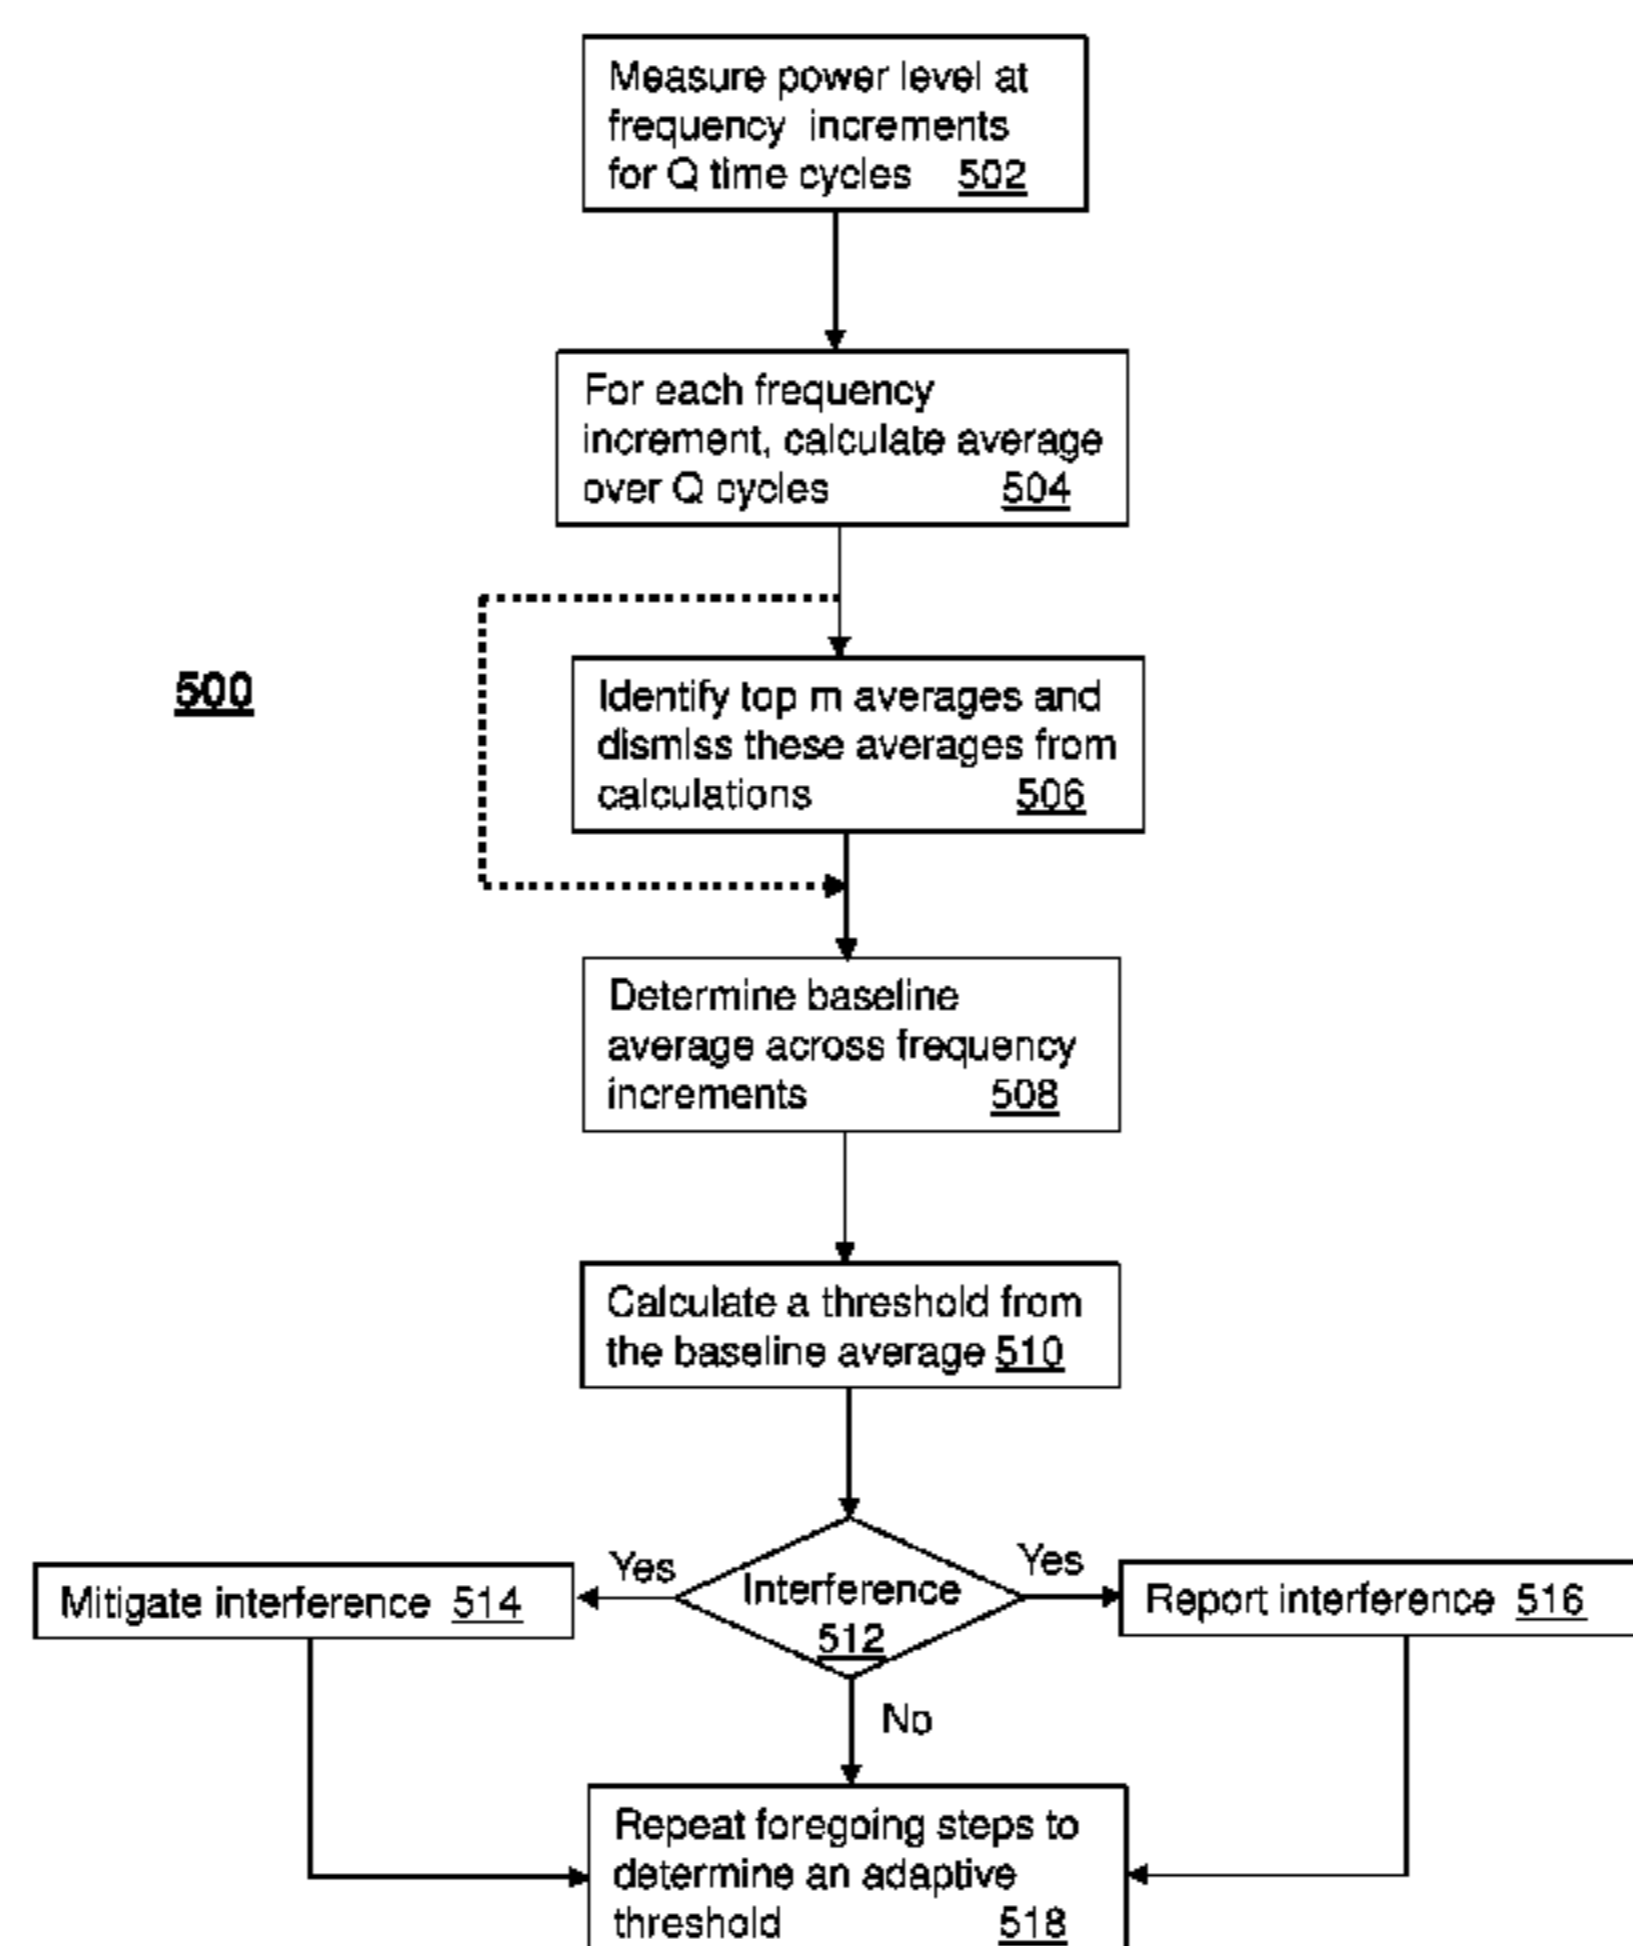 Measure power level at
frequency increments
for Q time cycles 502
For each frequency
increment, calculate average
over Q cycles 504
500
Identify top m averages and
dismiss these averages from
calculations 506
Determine baseline
average across frequency
increments 508
Calculate a threshold from
the baseline average 510
Yes
Yes
Mitigate interference 514
Interference
512
Report interference 516
No
Repeat foregoing steps to
determine an adaptive
threshold 518